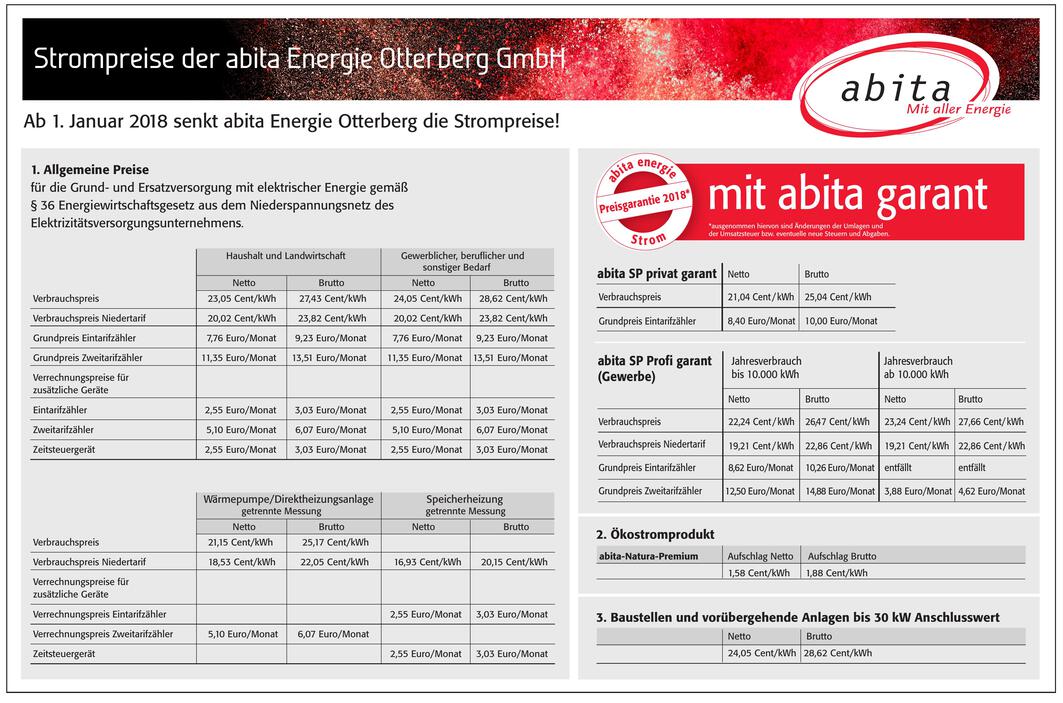 Strompreise der abita Energie Otterberg GmbH
abita
Mit aller Energie
Ab 1. Januar 2018 senkt abita Energie Otterberg die Strompreise!
1. Allgemeine Preise
für die Grund- und Ersatzversorgung mit elektrischer Energie gemäß
§ 36 Energiewirtschaftsgesetz aus dem Niederspannungsnetz des
Elektrizitätsversorgungsunternehmens.
Haushalt und Landwirtschaft Gewerblicher, beruflicher und
sonstiger Bedarf
Netto Brutto Netto Brutto
Verbrauchspreis 23,05 Cent/kWh 27,43 Cent/kWh 24,05 Cent/kWh 28,62 Cent/kWh
Verbrauchspreis Niedertarif 20,02 Cent/kWh 23,82 Cent/kWh 20,02 Cent/kWh 23,82 Cent/kWh
Grundpreis Eintarifzähler 7,76 Euro/Monat 9,23 Euro/Monat 7,76 Euro/Monat 9,23 Euro/Monat
Grundpreis Zweitarifzähler 11,35 Euro/Monat 13,51 Euro/Monat 11,35 Euro/Monat 13,51 Euro/Monat
Verrechnungspreise für
zusätzliche Geräte
Eintarifzähler 2,55 Euro/Monat 3,03 Euro/Monat 2,55 Euro/Monat 3,03 Euro/Monat
Zweitarifzähler 5,10 Euro/Monat 6,07 Euro/Monat 5,10 Euro/Monat 6,07 Euro/Monat
Zeitsteuergerät 2,55 Euro/Monat 3,03 Euro/Monat 2,55 Euro/Monat 3,03 Euro/Monat
Wärmepumpe/Direktheizungsanlage Speicherheizung
getrennte Messung getrennte Messung
Netto Brutto Netto Brutto
Verbrauchspreis 21,15 Cent/kWh 25,17 Cent/kWh
Verbrauchspreis Niedertarif 18,53 Cent/kWh 22,05 Cent/kWh 16,93 Cent/kWh 20,15 Cent/kWh
Verrechnungspreise für
zusätzliche Geräte
Verrechnungspreis Eintarifzähler 2,55 Euro/Monat 3,03 Euro/Monat
Verrechnungspreis Zweitarifzähler 5,10 Euro/Monat 6,07 Euro/Monat
Zeitsteuergerät 2,55 Euro/Monat 3,03 Euro/Monat
abita energie
Preisgarantie 2018*
Strom
mit abita garant
*ausgenommen hiervon sind Änderungen der Umlagen und
der Umsatzsteuer bzw. eventuelle neue Steuern und Abgaben.
abita SP privat garant Netto Brutto
Verbrauchspreis 21,04 Cent/kWh 25,04 Cent/kWh
Grundpreis Eintarifzähler 8,40 Euro/Monat 10,00 Euro/Monat
abita SP Profi garant Jahresverbrauch Jahresverbrauch
(Gewerbe) bis 10.000 kWh ab 10.000 kWh
Netto Brutto Netto Brutto
Verbrauchspreis 22,24 Cent/kWh 26,47 Cent/kWh 23,24 Cent/kWh 27,66 Cent/kWh
Verbrauchspreis Niedertarif 19,21 Cent/kWh 22,86 Cent/kWh 19,21 Cent/kWh 22,86 Cent/kWh
Grundpreis Eintarifzähler 8,62 Euro/Monat 10,26 Euro/Monat entfällt entfällt
Grundpreis Zweitarifzähler 12,50 Euro/Monat 14,88 Euro/Monat 3,88 Euro/Monat 4,62 Euro/Monat
2. Ökostromprodukt
abita-Natura-Premium Aufschlag Netto Aufschlag Brutto
1,58 Cent/kWh 1,88 Cent/kWh
3. Baustellen und vorübergehende Anlagen bis 30 kW Anschlusswert
Netto Brutto
24,05 Cent/kWh 28,62 Cent/kWh